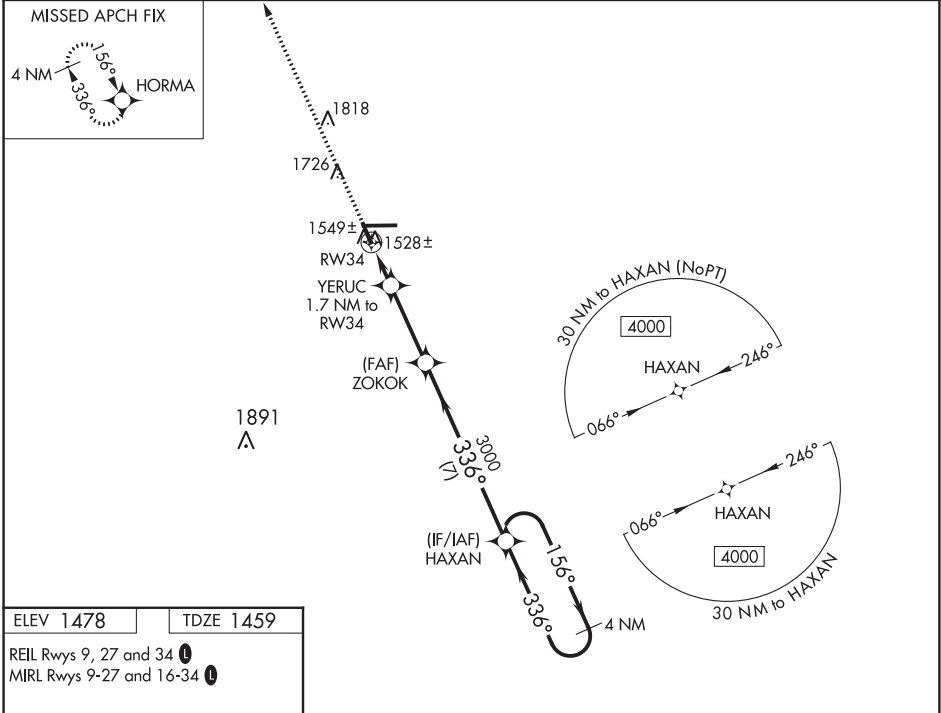 MISSED APCH FIX
4 NM
156°
336°
HORMA
1818
1726
1549±
1528±
RW34
YERUC
1.7 NM to
RW34
(FAF)
ZOKOK
1891
3000
336°
(7)
(IF/IAF)
HAXAN
156°
336°
4 NM
30 NM to HAXAN (NoPT)
4000
HAXAN
246°
066°
246°
066°
HAXAN
4000
30 NM to HAXAN
ELEV 1478
TDZE 1459
REIL Rwys 9, 27 and 34 L
MIRL Rwys 9-27 and 16-34 L